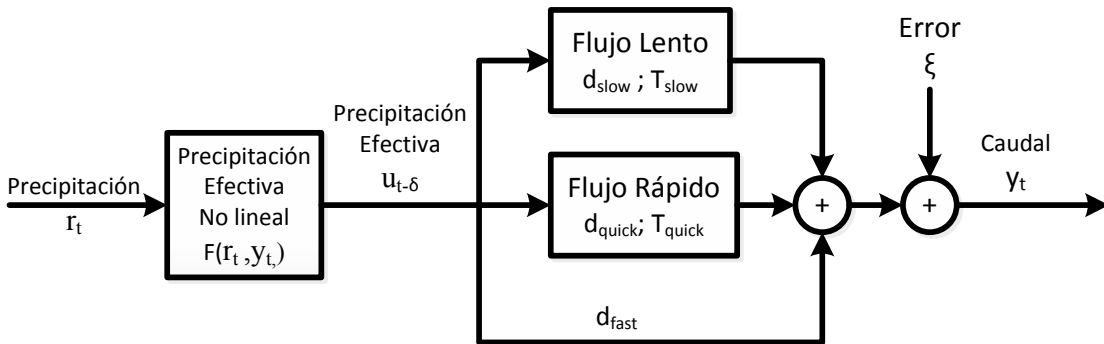 Precipitación
r_t
Precipitación
Efectiva
No lineal
F(r_t ,y_t,)
Precipitación
Efectiva
u_t-δ
Flujo Lento
d_slow ; T_slow
Flujo Rápido
d_quick; T_quick
d_fast
+
Error
ξ
+
Caudal
y_t